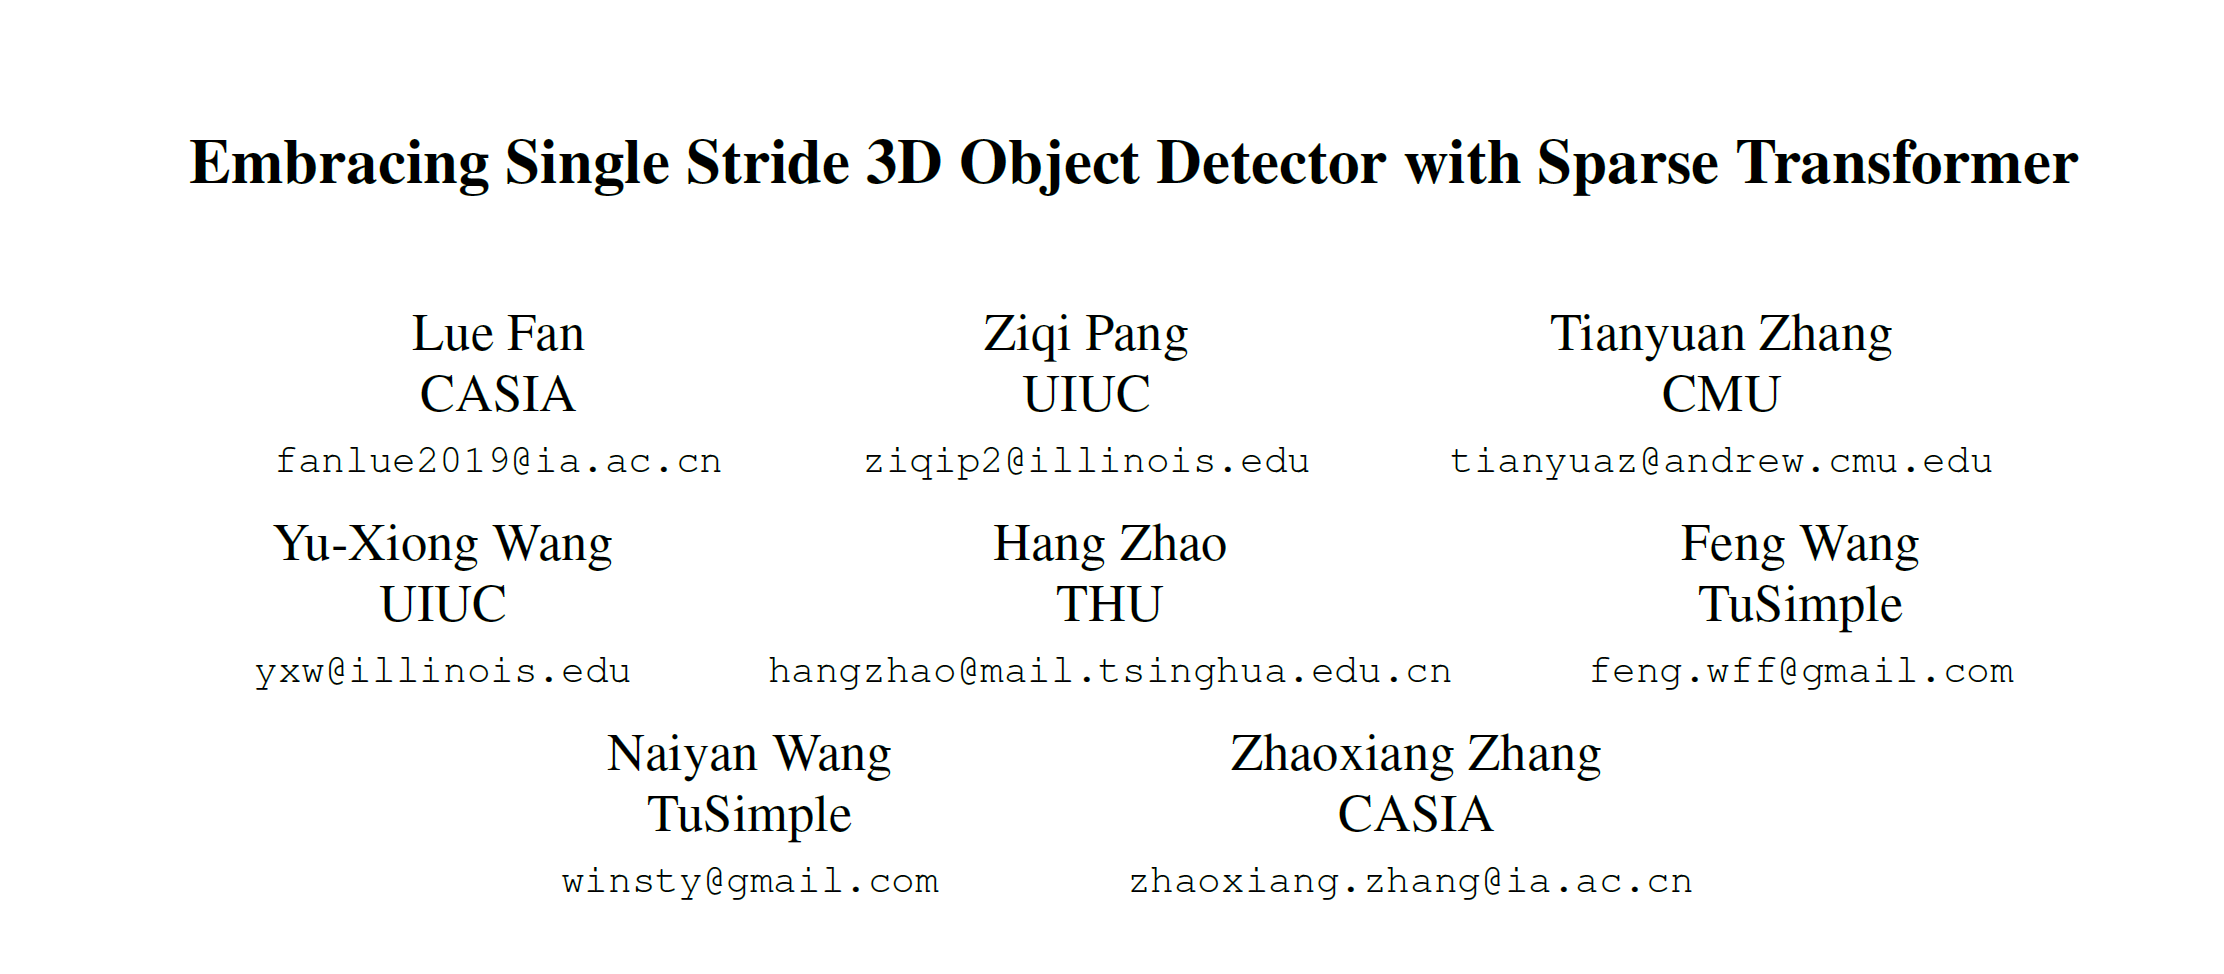 Embracing Single Stride 3D Object Detector with Sparse Transformer
Lue Fan
CASIA
fanlue2019@ia.ac.cn
Ziqi Pang
UIUC
ziqip2@illinois.edu
Tianyuan Zhang
CMU
tianyuaz@andrew.cmu.edu
Yu-Xiong Wang
UIUC
yxw@illinois.edu
Hang Zhao
THU
hangzhao@mail.tsinghua.edu.cn
Feng Wang
TuSimple
feng.wff@gmail.com
Naiyan Wang
TuSimple
winsty@gmail.com
Zhaoxiang Zhang
CASIA
zhaoxiang.zhang@ia.ac.cn